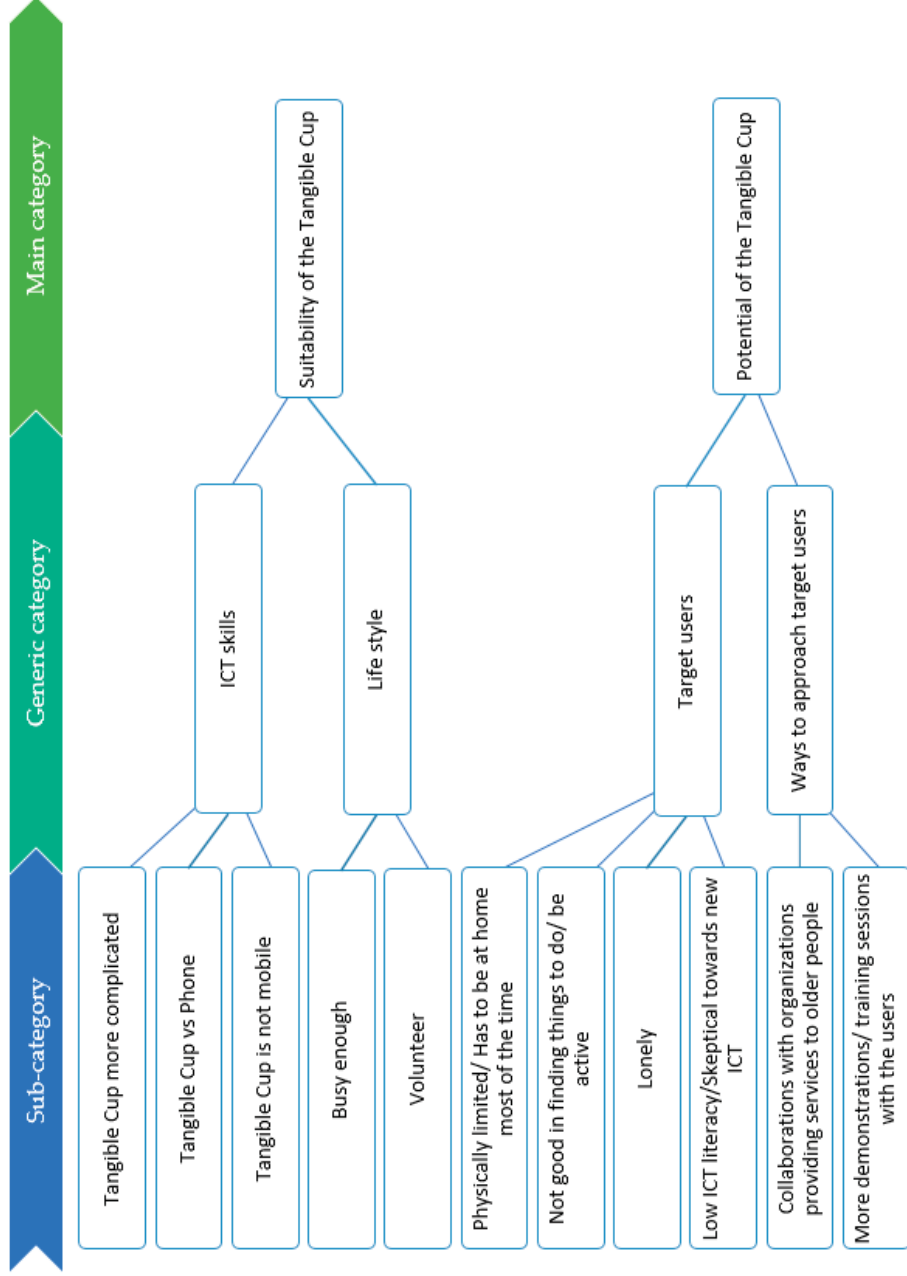 Sub-category
Generic category
Main category
Tangible Cup more complicated
Tangible Cup vs Phone
Tangible Cup is not mobile
Busy enough
Volunteer
Physically limited/ Has to be at home
most of the time
Not good in finding things to do/ be
active
Lonely
Low ICT literacy/Skeptical towards new
ICT
Collaborations with organizations
providing services to older people
More demonstrations/ training sessions
with the users
ICT skills
Life style
Target users
Ways to approach target users
Suitability of the Tangible Cup
Potential of the Tangible Cup